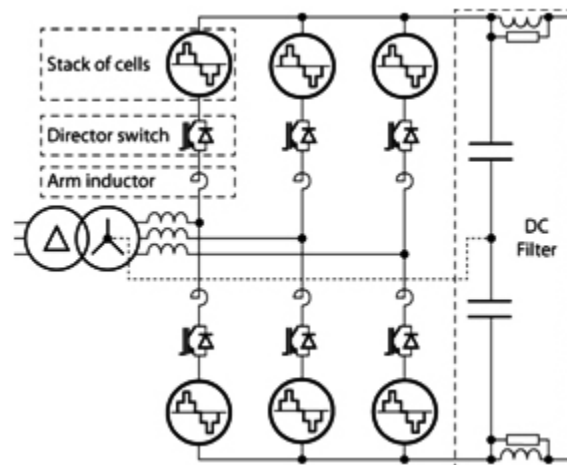 Stack of cells
Director switch
Arm inductor
DC
Filter